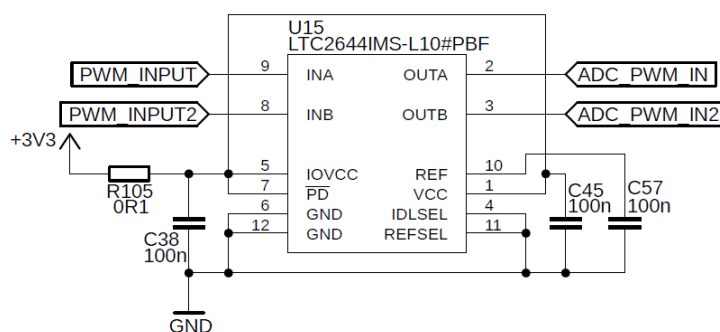 U15
LTC2644IMS-L10#PBF
PWM_INPUT 9 INA OUTA 2 ADC_PWM_IN
PWM_INPUT2 8 INB OUTB 3 ADC_PWM_IN2
+3V3
R105
0R1
5 IOVCC REF 10
7 PD VCC 1
6 GND IDLSEL 4
12 GND REFSEL 11
C38
100n
C45
100n
C57
100n
GND